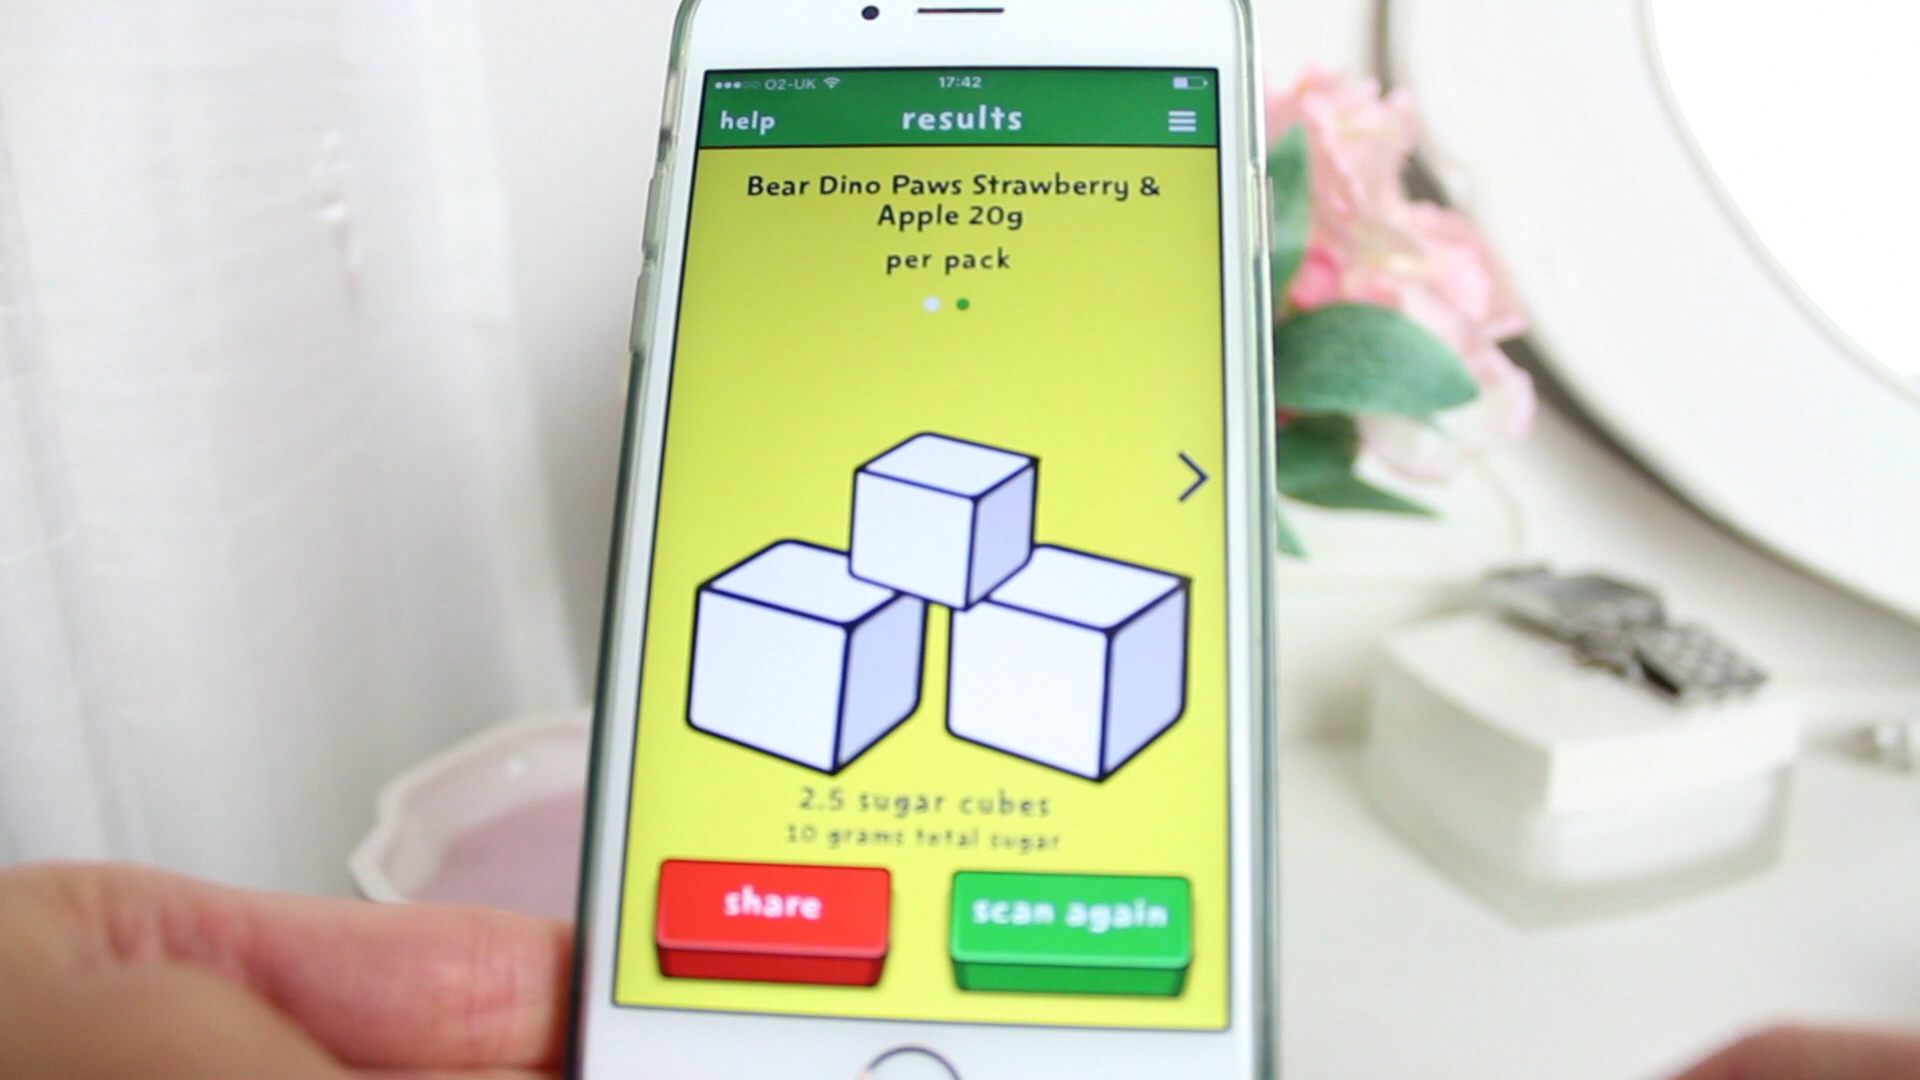 O2-UK 17:42
help results
Bear Dino Paws Strawberry &
Apple 20g
per pack
2.5 sugar cubes
10 grams total sugar
share scan again